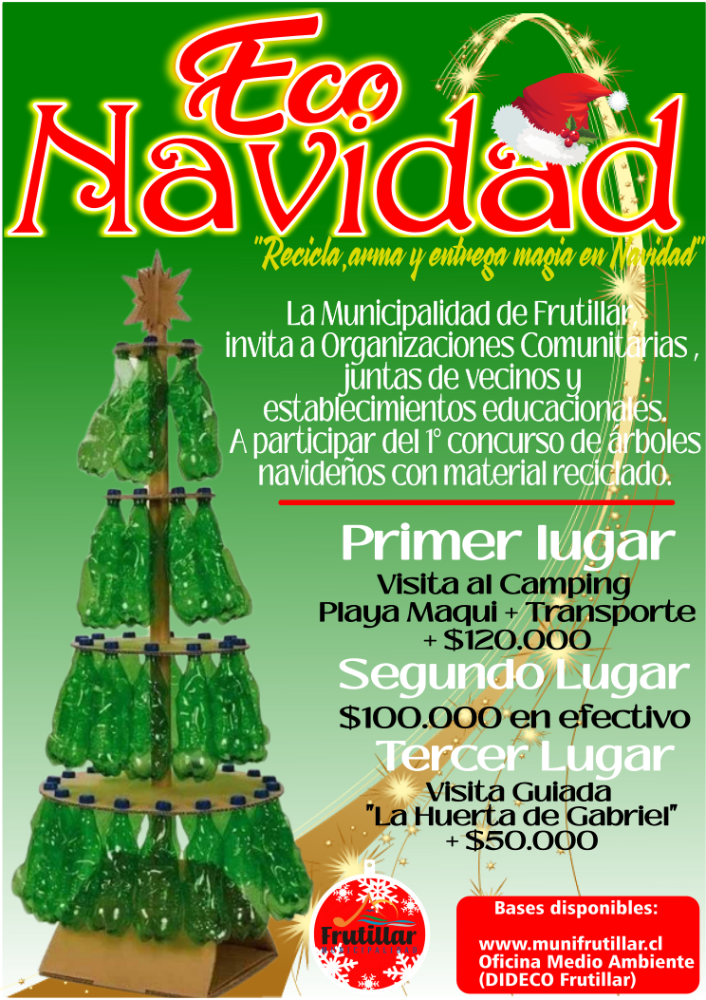 Eco
Navidad
"Recicla,arma y entrega magia en Navidad"
La Municipalidad de Frutillar,
invita a Organizaciones Comunitarias ,
juntas de vecinos y
establecimientos educacionales.
A participar del 1° concurso de árboles
navideños con material reciclado.
Primer lugar
Visita al Camping
Playa Maqui + Transporte
+ $120.000
Segundo Lugar
$100.000 en efectivo
Tercer Lugar
Visita Guiada
"La Huerta de Gabriel"
+ $50.000
Frutillar
MUNICIPALIDAD
Bases disponibles:
www.munifrutillar.cl
Oficina Medio Ambiente
(DIDECO Frutillar)